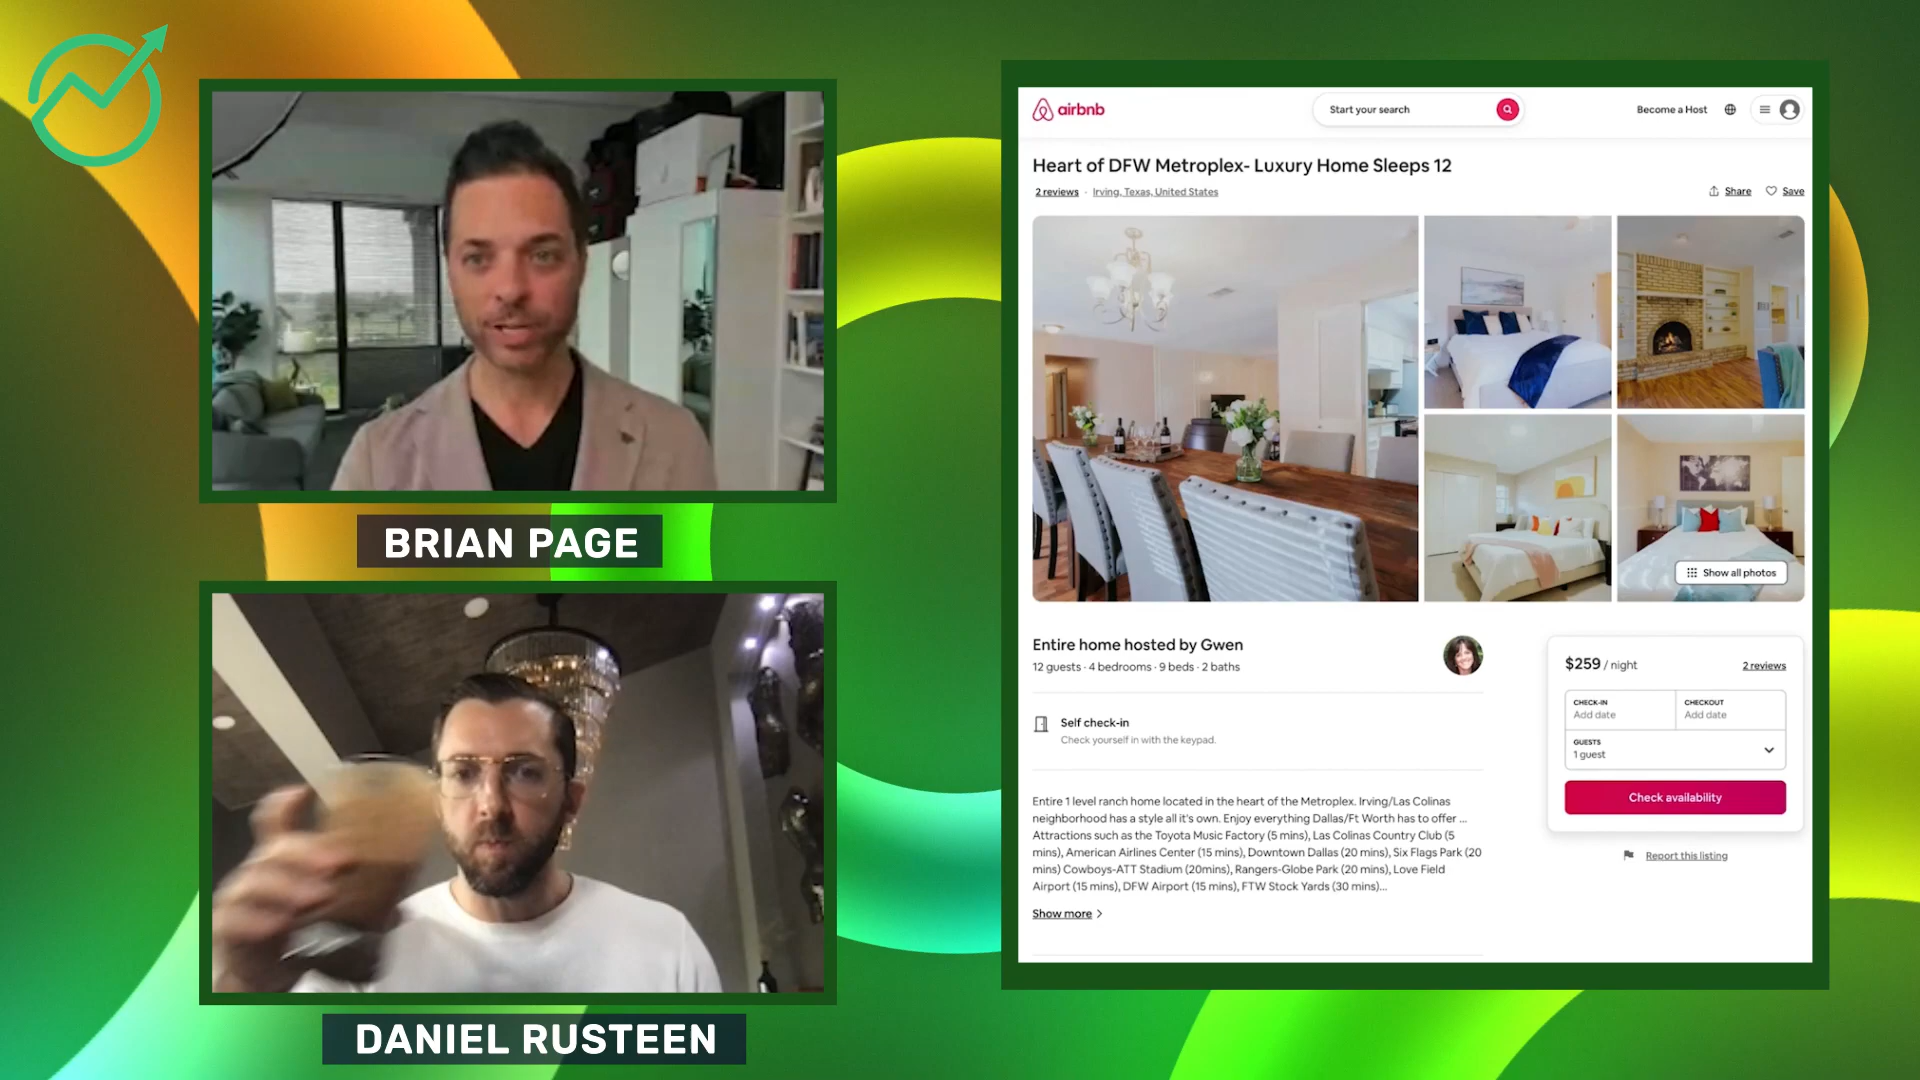 BRIAN PAGE
DANIEL RUSTEEN
airbnb
Start your search
Become a Host
Heart of DFW Metroplex- Luxury Home Sleeps 12
2 reviews · Irving, Texas, United States
Share
Save
Show all photos
Entire home hosted by Gwen
12 guests · 4 bedrooms · 9 beds · 2 baths
Self check-in
Check yourself in with the keypad.
Entire 1 level ranch home located in the heart of the Metroplex. Irving/Las Colinas
neighborhood has a style all it's own. Enjoy everything Dallas/Ft Worth has to offer ...
Attractions such as the Toyota Music Factory (5 mins), Las Colinas Country Club (5
mins), American Airlines Center (15 mins), Downtown Dallas (20 mins), Six Flags Park (20
mins) Cowboys-ATT Stadium (20mins), Rangers-Globe Park (20 mins), Love Field
Airport (15 mins), DFW Airport (15 mins), FTW Stock Yards (30 mins)...
Show more
$259 / night
2 reviews
CHECK-IN
Add date
CHECKOUT
Add date
GUESTS
1 guest
Check availability
Report this listing